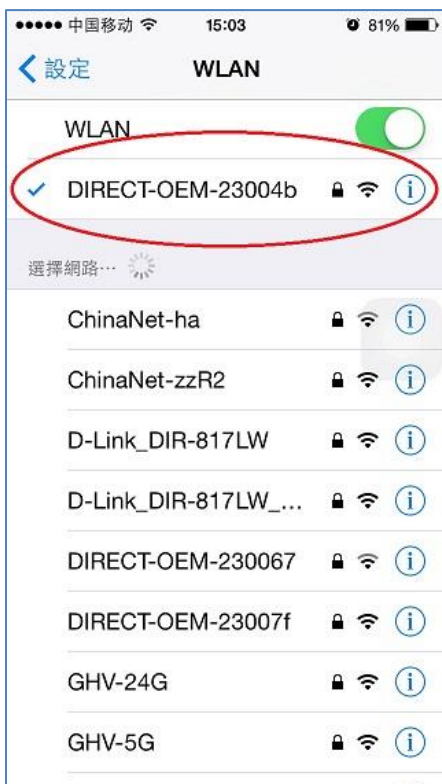 中国移动 15:03 81%
設定 WLAN
WLAN
DIRECT-OEM-23004b
選擇網路⋯
ChinaNet-ha
ChinaNet-zzR2
D-Link_DIR-817LW
D-Link_DIR-817LW_...
DIRECT-OEM-230067
DIRECT-OEM-23007f
GHV-24G
GHV-5G